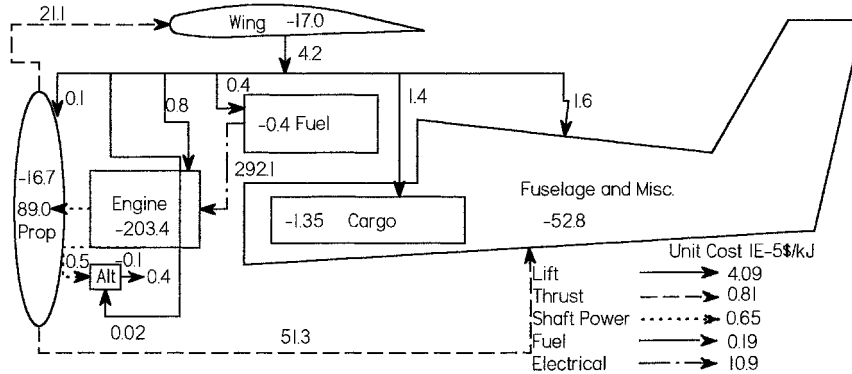 21.1
Wing -17.0
4.2
0.1
0.8
0.4
1.4
1.6
-0.4 Fuel
292.1
-16.7
Engine
-203.4
89.0
Prop
Fuselage and Misc.
-52.8
-1.35 Cargo
0.5
-0.1
Alt
0.4
0.02
51.3
Unit Cost 1E-5$/kJ
Lift 4.09
Thrust 0.81
Shaft Power 0.65
Fuel 0.19
Electrical 10.9